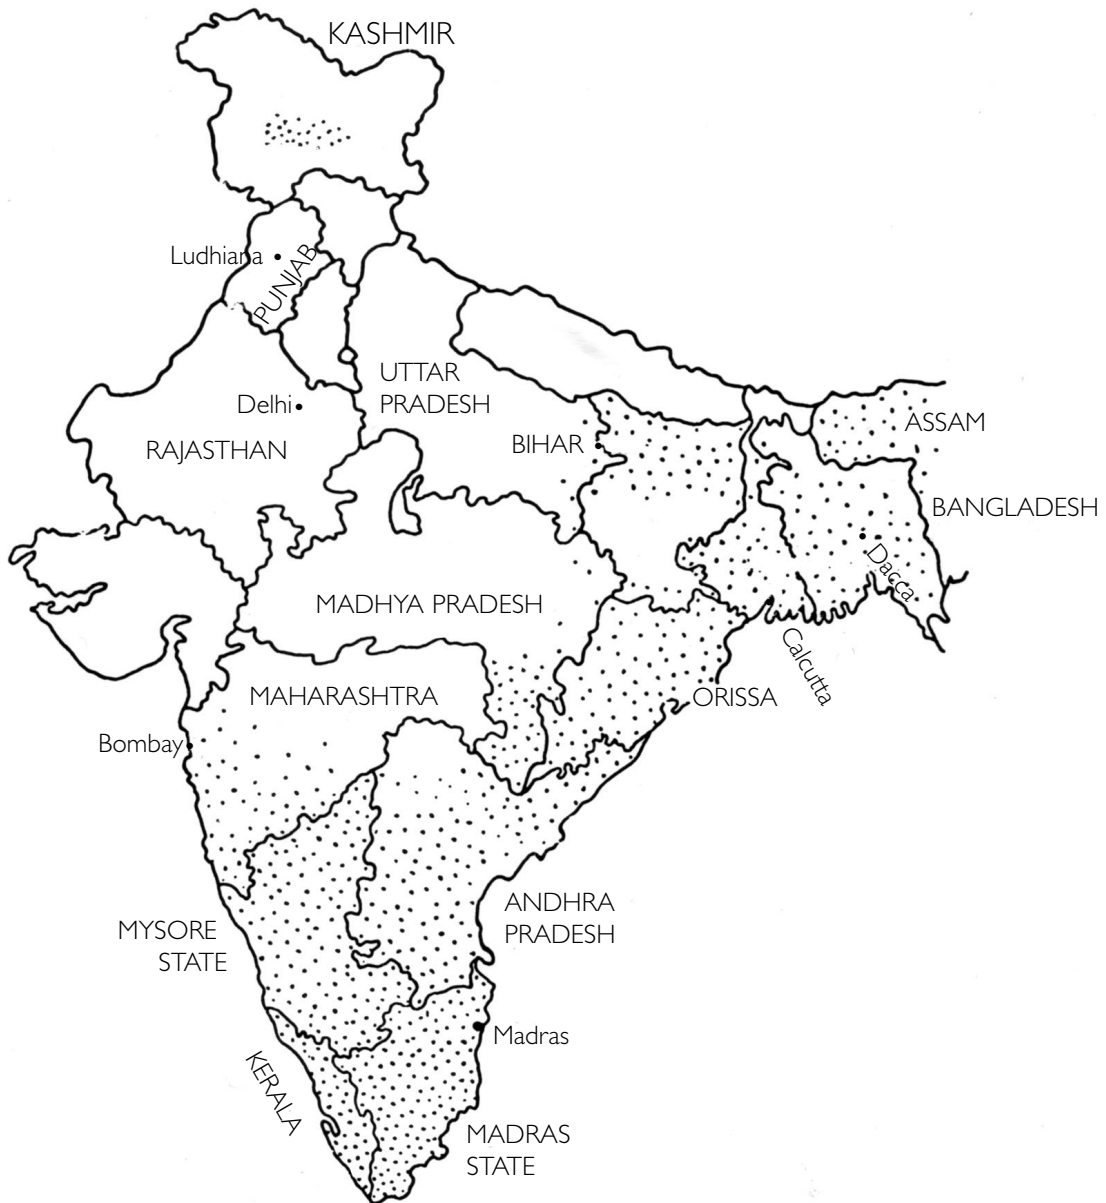 KASHMIR
Ludhiana
PUNJAB
UTTAR
PRADESH
Delhi
RAJASTHAN
BIHAR
ASSAM
BANGLADESH
Dacca
MADHYA PRADESH
Calcutta
MAHARASHTRA
ORISSA
Bombay
ANDHRA
PRADESH
MYSORE
STATE
Madras
KERALA
MADRAS
STATE